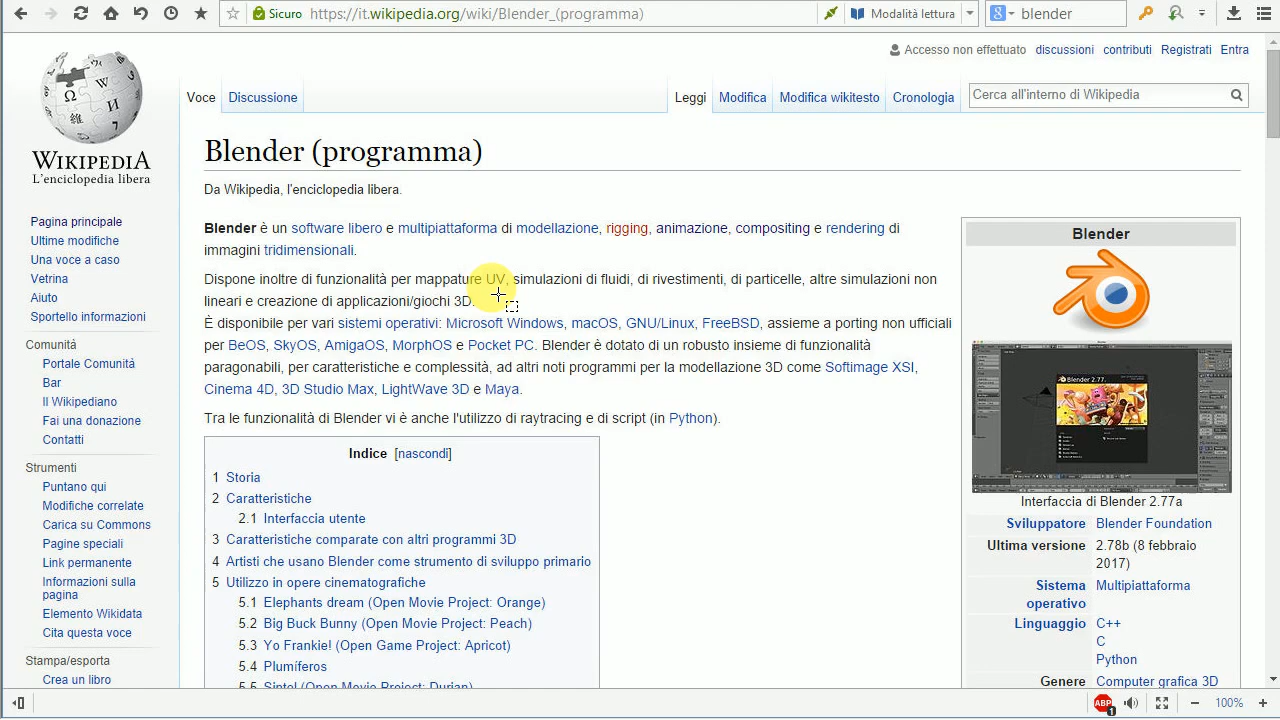 Sicuro https://it.wikipedia.org/wiki/Blender_(programma) Modalità lettura blender
Accesso non effettuato discussioni contributi Registrati Entra
WIKIPEDIA
L'enciclopedia libera
Voce Discussione Leggi Modifica Modifica wikitesto Cronologia Cerca all'interno di Wikipedia
Blender (programma)
Da Wikipedia, l'enciclopedia libera.
Blender è un software libero e multipiattaforma di modellazione, rigging, animazione, compositing e rendering di
immagini tridimensionali.
Dispone inoltre di funzionalità per mappature UV, simulazioni di fluidi, di rivestimenti, di particelle, altre simulazioni non
lineari e creazione di applicazioni/giochi 3D.
È disponibile per vari sistemi operativi: Microsoft Windows, macOS, GNU/Linux, FreeBSD, assieme a porting non ufficiali
per BeOS, SkyOS, AmigaOS, MorphOS e Pocket PC. Blender è dotato di un robusto insieme di funzionalità
paragonabili, per caratteristiche e complessità, ad altri noti programmi per la modellazione 3D come Softimage XSI,
Cinema 4D, 3D Studio Max, LightWave 3D e Maya.
Tra le funzionalità di Blender vi è anche l'utilizzo di raytracing e di script (in Python).
Indice [nascondi]
1 Storia
2 Caratteristiche
2.1 Interfaccia utente
3 Caratteristiche comparate con altri programmi 3D
4 Artisti che usano Blender come strumento di sviluppo primario
5 Utilizzo in opere cinematografiche
5.1 Elephants dream (Open Movie Project: Orange)
5.2 Big Buck Bunny (Open Movie Project: Peach)
5.3 Yo Frankie! (Open Game Project: Apricot)
5.4 Plumíferos
5.5 Sintel (Open Movie Project: Durian)
Pagina principale
Ultime modifiche
Una voce a caso
Vetrina
Aiuto
Sportello informazioni
Comunità
Portale Comunità
Bar
Il Wikipediano
Fai una donazione
Contatti
Strumenti
Puntano qui
Modifiche correlate
Carica su Commons
Pagine speciali
Link permanente
Informazioni sulla
pagina
Elemento Wikidata
Cita questa voce
Stampa/esporta
Crea un libro
Blender
Blender 2.77
Interfaccia di Blender 2.77a
Sviluppatore Blender Foundation
Ultima versione 2.78b (8 febbraio
2017)
Sistema Multipiattaforma
operativo
Linguaggio C++
C
Python
Genere Computer grafica 3D
ABP 1 100%